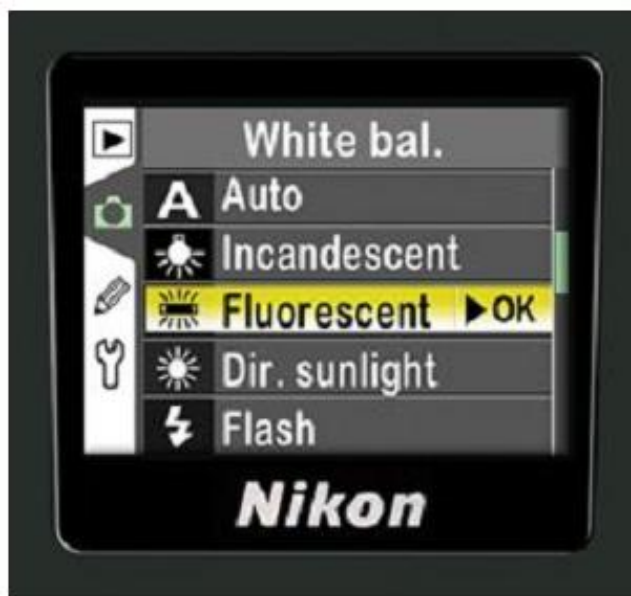 White bal.
A Auto
Incandescent
Fluorescent ▶OK
Dir. sunlight
Flash
Nikon